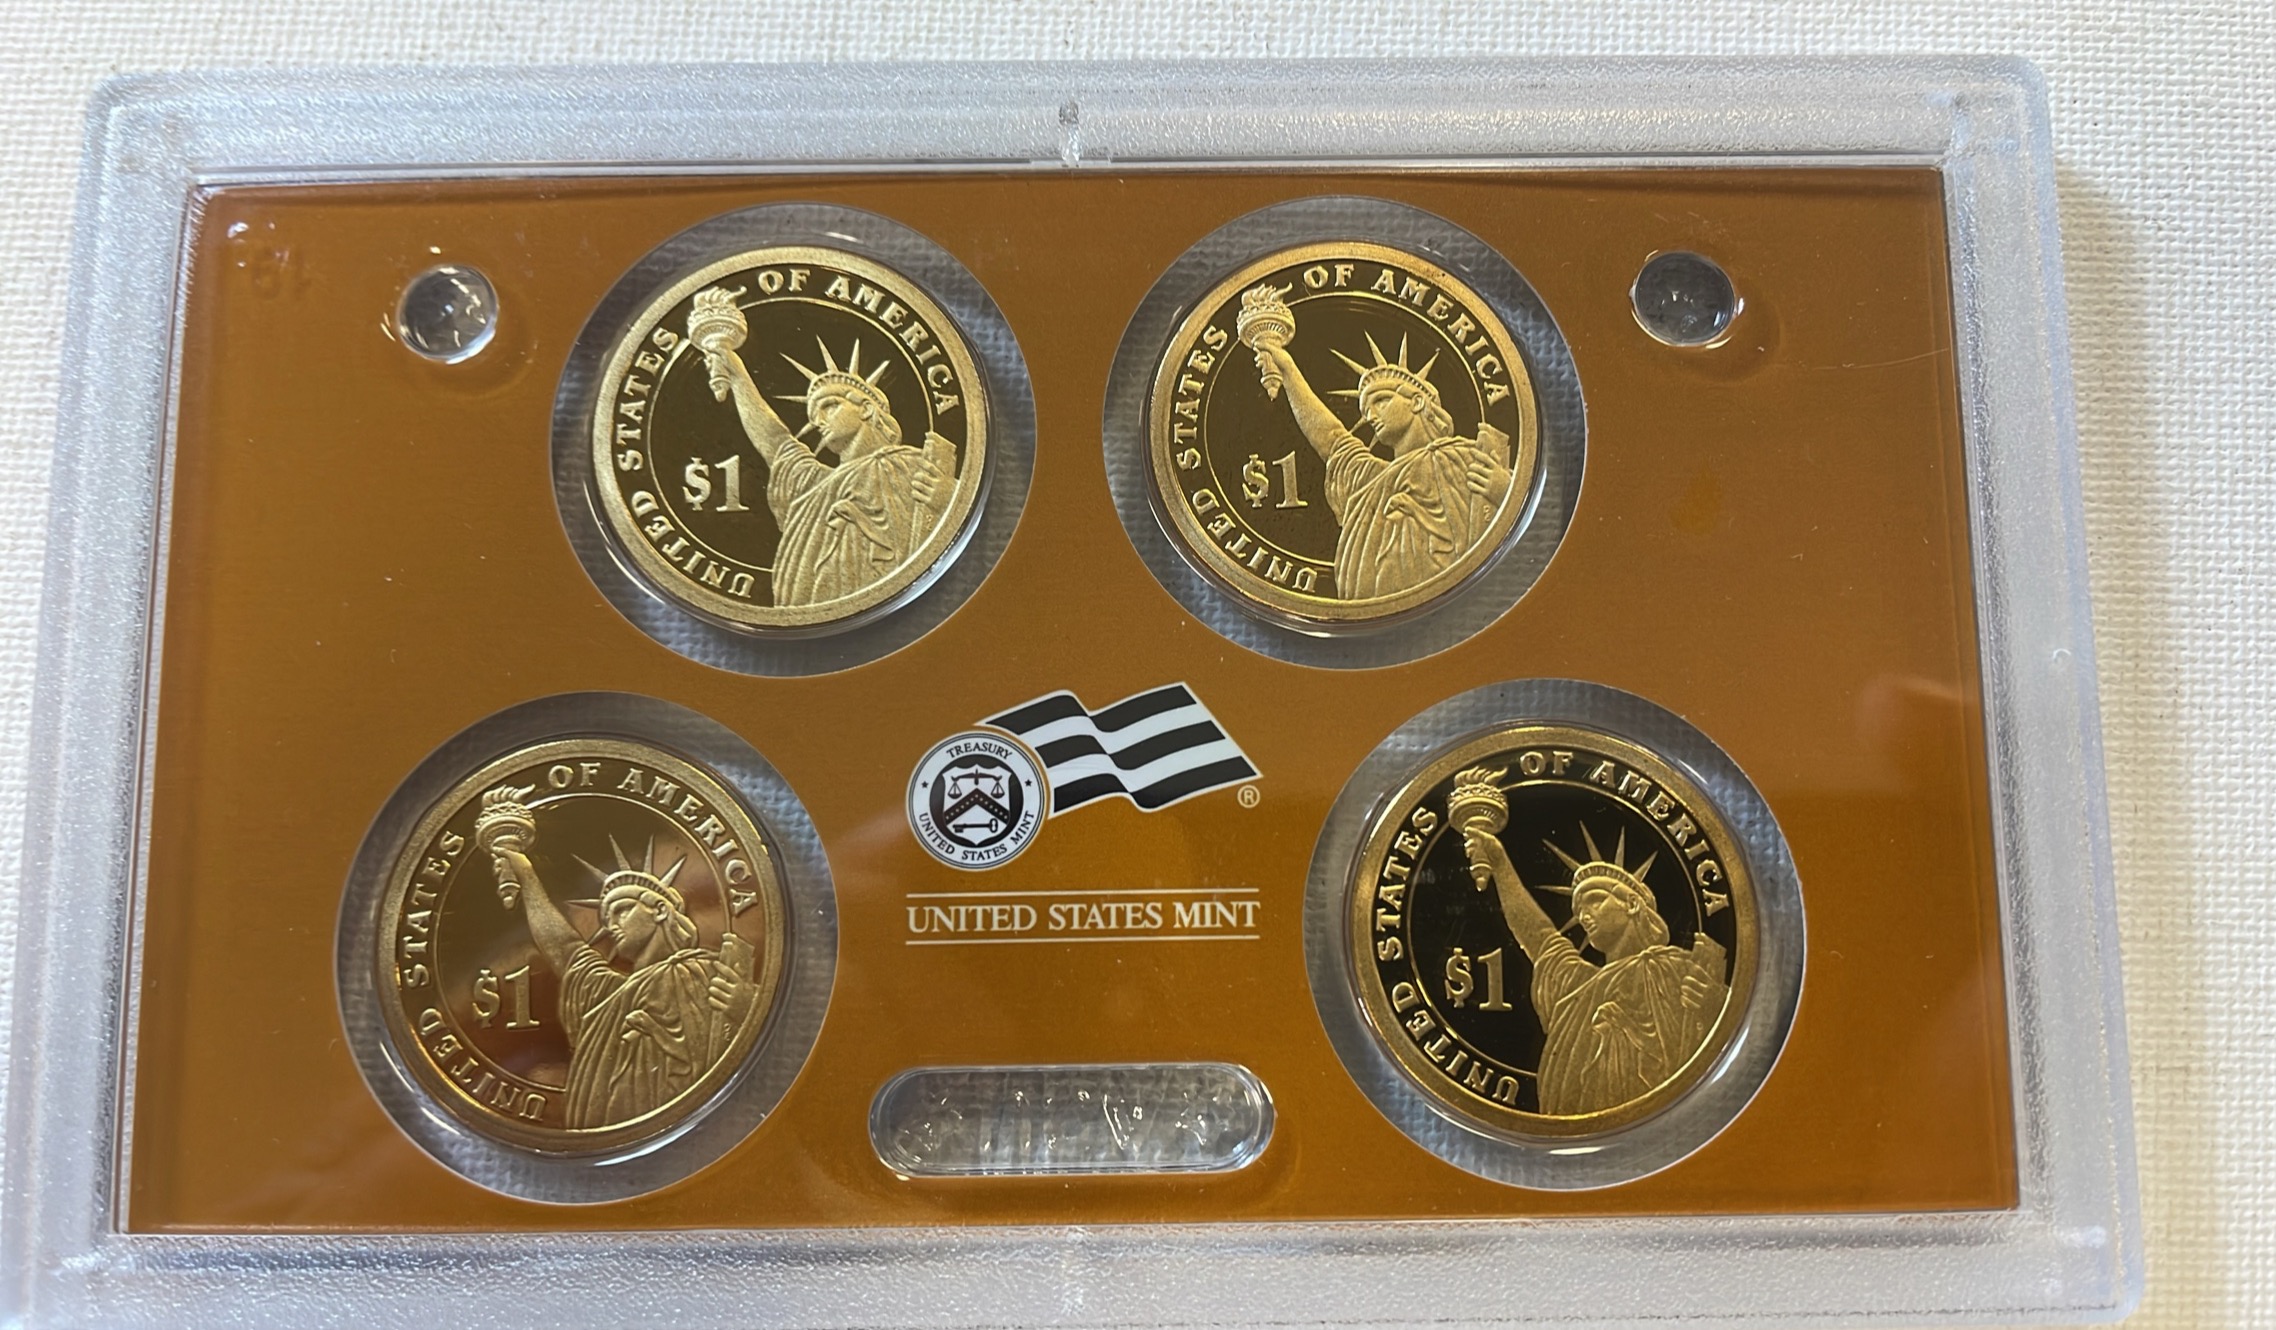 UNITED STATES OF AMERICA
$1
UNITED STATES OF AMERICA
$1
UNITED STATES OF AMERICA
$1
TREASURY
UNITED STATES MINT
®
UNITED STATES MINT
UNITED STATES OF AMERICA
$1